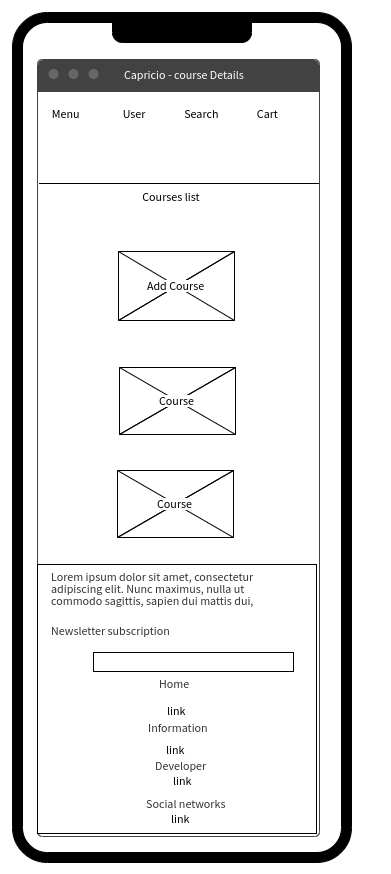 Capricio - course Details
Menu User Search Cart
Courses list
Add Course
Course
Course
Lorem ipsum dolor sit amet, consectetur
adipiscing elit. Nunc maximus, nulla ut
commodo sagittis, sapien dui mattis dui,
Newsletter subscription
Home
link
Information
link
Developer
link
Social networks
link